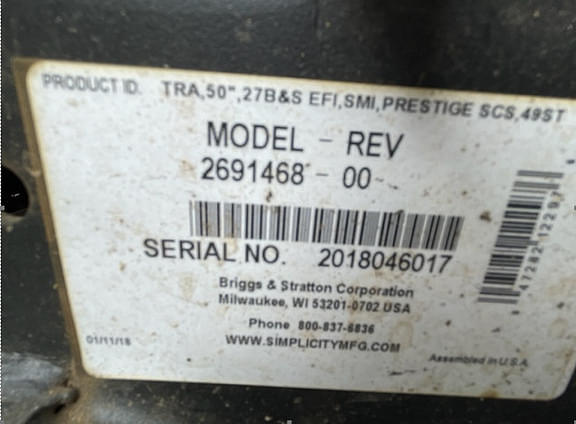 PRODUCT ID. TRA,50",27B&S EFI,SMI,PRESTIGE SCS,49ST
MODEL - REV
2691468 - 00
SERIAL NO. 2018046017
Briggs & Stratton Corporation
Milwaukee, WI 53201-0702 USA
Phone 800-837-6836
WWW.SIMPLICITYMFG.COM
01/11/18
Assembled in U.S.A.